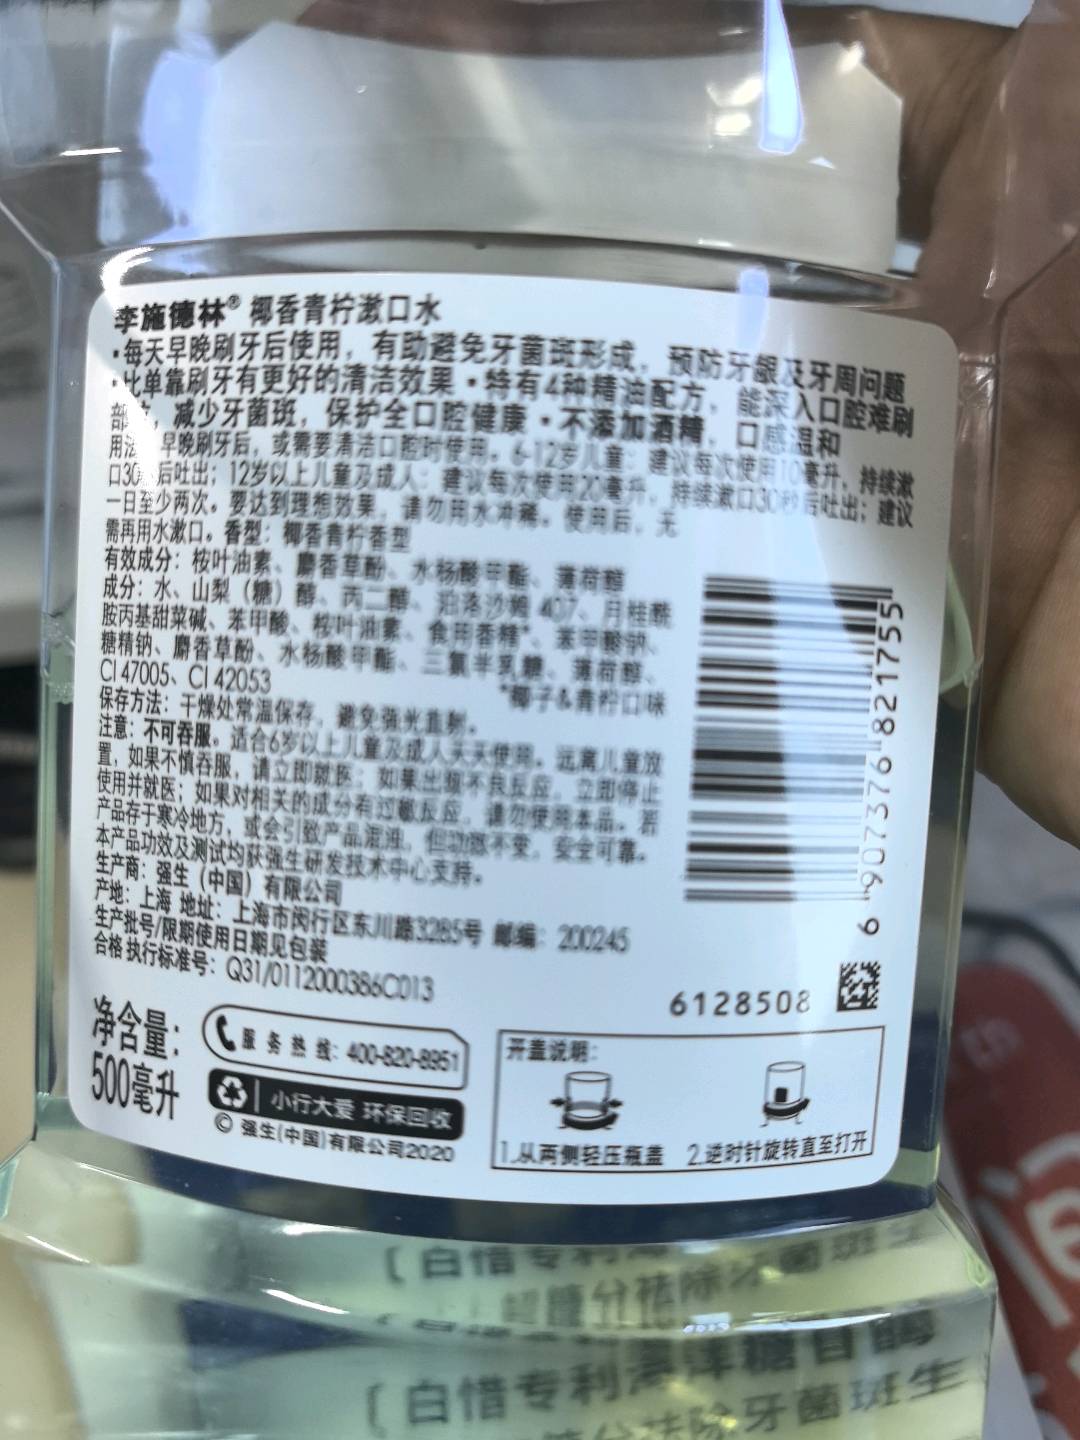 李施德林® 椰香青柠漱口水
·每天早晚刷牙后使用，有助避免牙菌斑形成，预防牙龈及牙周问题
·比单靠刷牙有更好的清洁效果·特有4种精油配方，能深入口腔难刷
部位，减少牙菌斑，保护全口腔健康·不添加酒精，口感温和
用法：早晚刷牙后，或需要清洁口腔时使用。6-12岁儿童：建议每次使用10毫升，持续漱
口30秒后吐出；12岁以上儿童及成人：建议每次使用20毫升，持续漱口30秒后吐出；建议
一日至少两次。要达到理想效果，请勿用水冲稀。使用后，无
需再用水漱口。香型：椰香青柠香型
有效成分：桉叶油素、麝香草酚、水杨酸甲酯、薄荷醇
成分：水、山梨（糖）醇、丙二醇、泊洛沙姆 407、月桂酰
胺丙基甜菜碱、苯甲酸、桉叶油素、食用香精*、苯甲酸钠、
糖精钠、麝香草酚、水杨酸甲酯、三氯半乳糖、薄荷醇、
CI 47005、CI 42053
*椰子&青柠口味
保存方法：干燥处常温保存，避免强光直射。
注意：不可吞服。适合6岁以上儿童及成人天天使用。远离儿童放
置，如果不慎吞服，请立即就医；如果出现不良反应，立即停止
使用并就医；如果对相关的成分有过敏反应，请勿使用本品。若
产品存于寒冷地方，或会引致产品混浊，但功效不变，安全可靠。
本产品功效及测试均获强生研发技术中心支持。
生产商：强生（中国）有限公司
产地：上海 地址：上海市闵行区东川路3285号 邮编：200245
生产批号/限期使用日期见包装
合格 执行标准号：Q31/0112000386C013
6 907376 821755
6128508
净含量：
500毫升
服务热线：400-820-8951
小行大爱 环保回收
© 强生(中国)有限公司2020
开盖说明：
1.从两侧轻压瓶盖 2.逆时针旋转直至打开
[白惜专利
分祛除牙菌斑生
[白惜专利海洋糖
祛除牙菌斑生